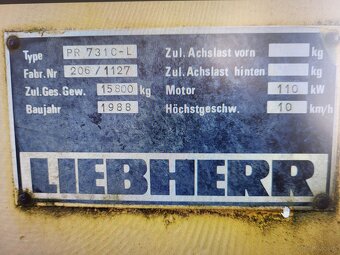 Type PR 731C-L Zul. Achslast vorn kg
Fabr.Nr 206/1127 Zul. Achslast hinten kg
Zul.Ges.Gew. 15800 kg Motor 110 kW
Baujahr 1988 Höchstgeschw. 10 km/h
LIEBHERR